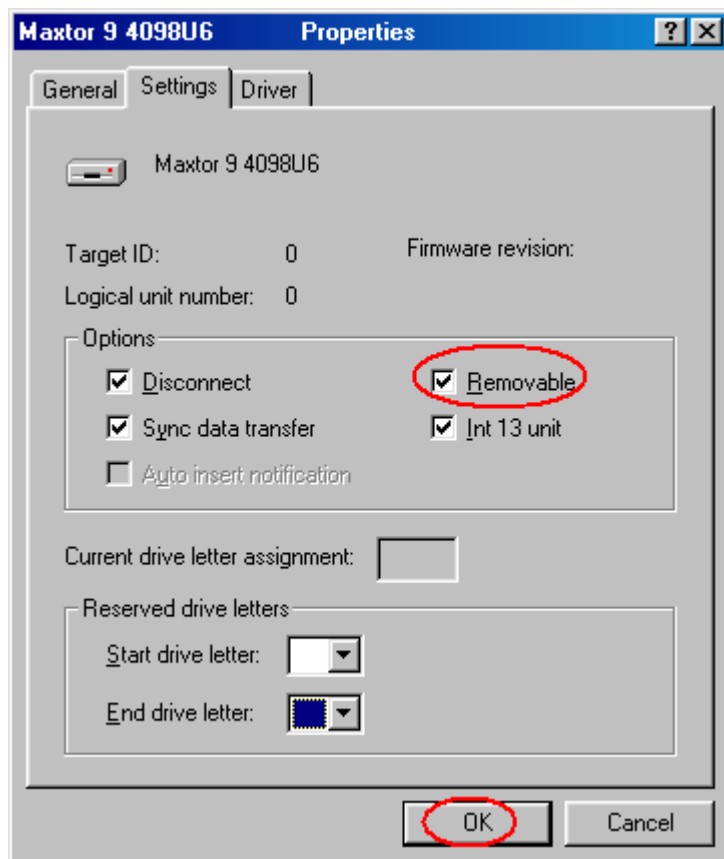 Maxtor 9 4098U6 Properties
General Settings Driver
Maxtor 9 4098U6
Target ID: 0 Firmware revision:
Logical unit number: 0
Options
Disconnect Removable
Sync data transfer Int 13 unit
Auto insert notification
Current drive letter assignment:
Reserved drive letters
Start drive letter:
End drive letter:
OK Cancel